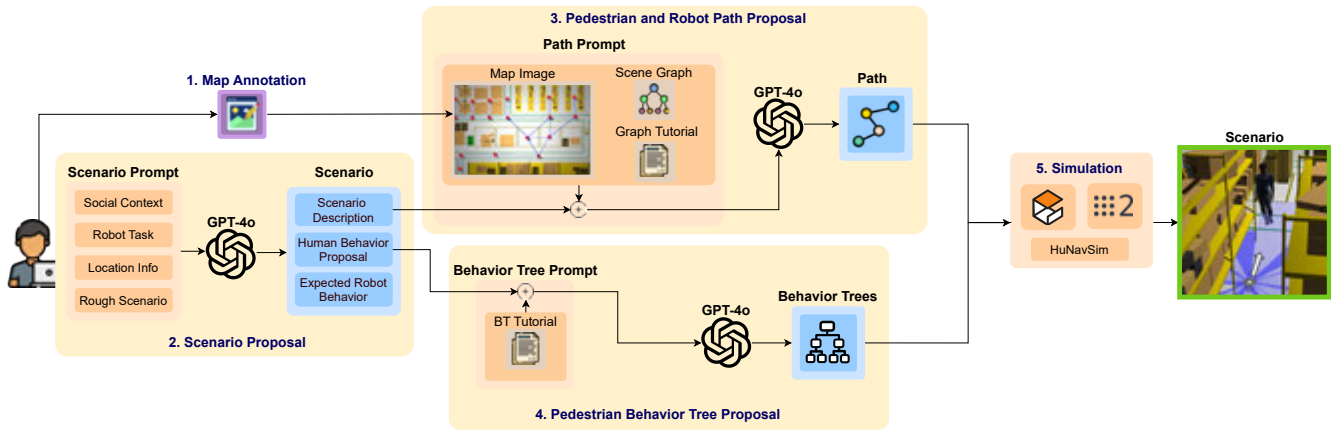 3. Pedestrian and Robot Path Proposal
Path Prompt
Map Image
Scene Graph
Graph Tutorial
GPT-4o
Path
1. Map Annotation
Scenario Prompt
Social Context
Robot Task
Location Info
Rough Scenario
GPT-4o
Scenario
Scenario
Description
Human Behavior
Proposal
Expected Robot
Behavior
2. Scenario Proposal
Behavior Tree Prompt
BT Tutorial
GPT-4o
Behavior Trees
4. Pedestrian Behavior Tree Proposal
5. Simulation
2
HuNavSim
Scenario